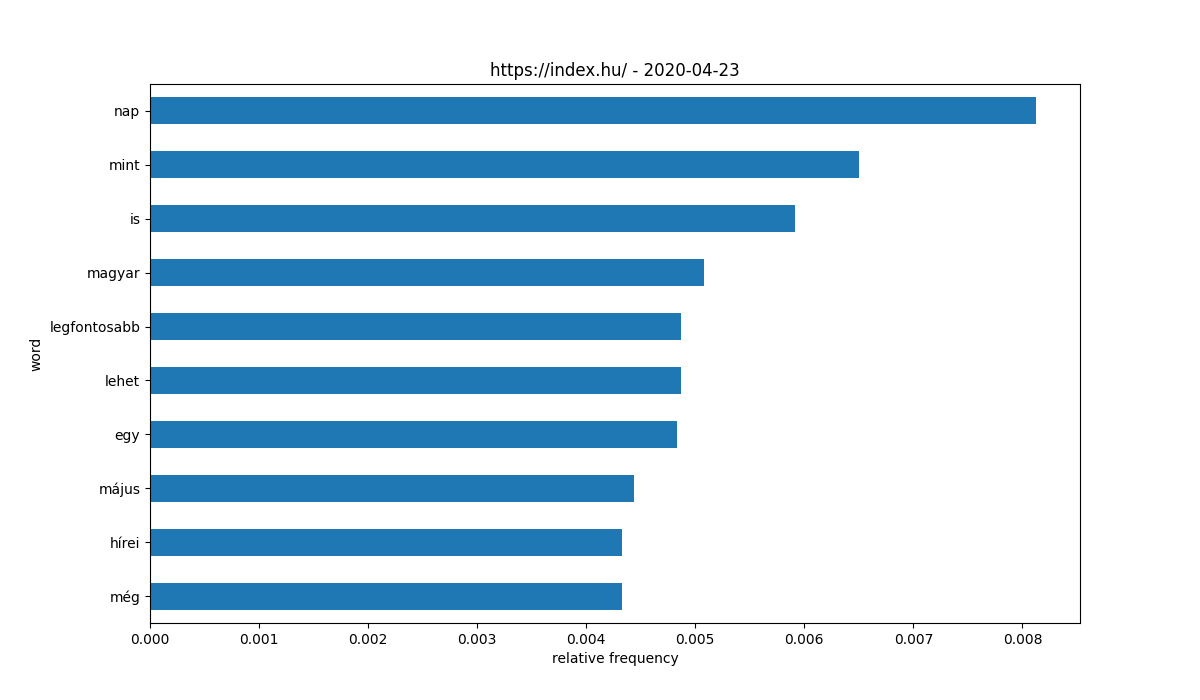 https://index.hu/ - 2020-04-23
nap
mint
is
magyar
legfontosabb
lehet
egy
május
hírei
még
word
0.000 0.001 0.002 0.003 0.004 0.005 0.006 0.007 0.008
relative frequency